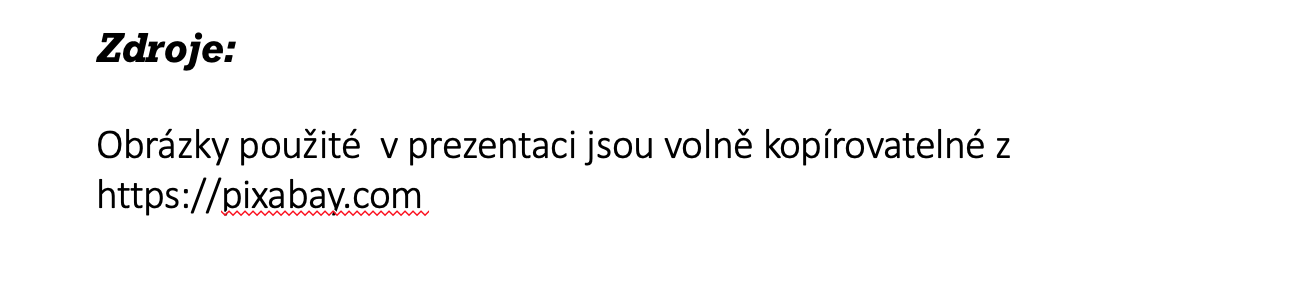 Zdroje:
Obrázky použité  v prezentaci jsou volně kopírovatelné z
https://pixabay.com